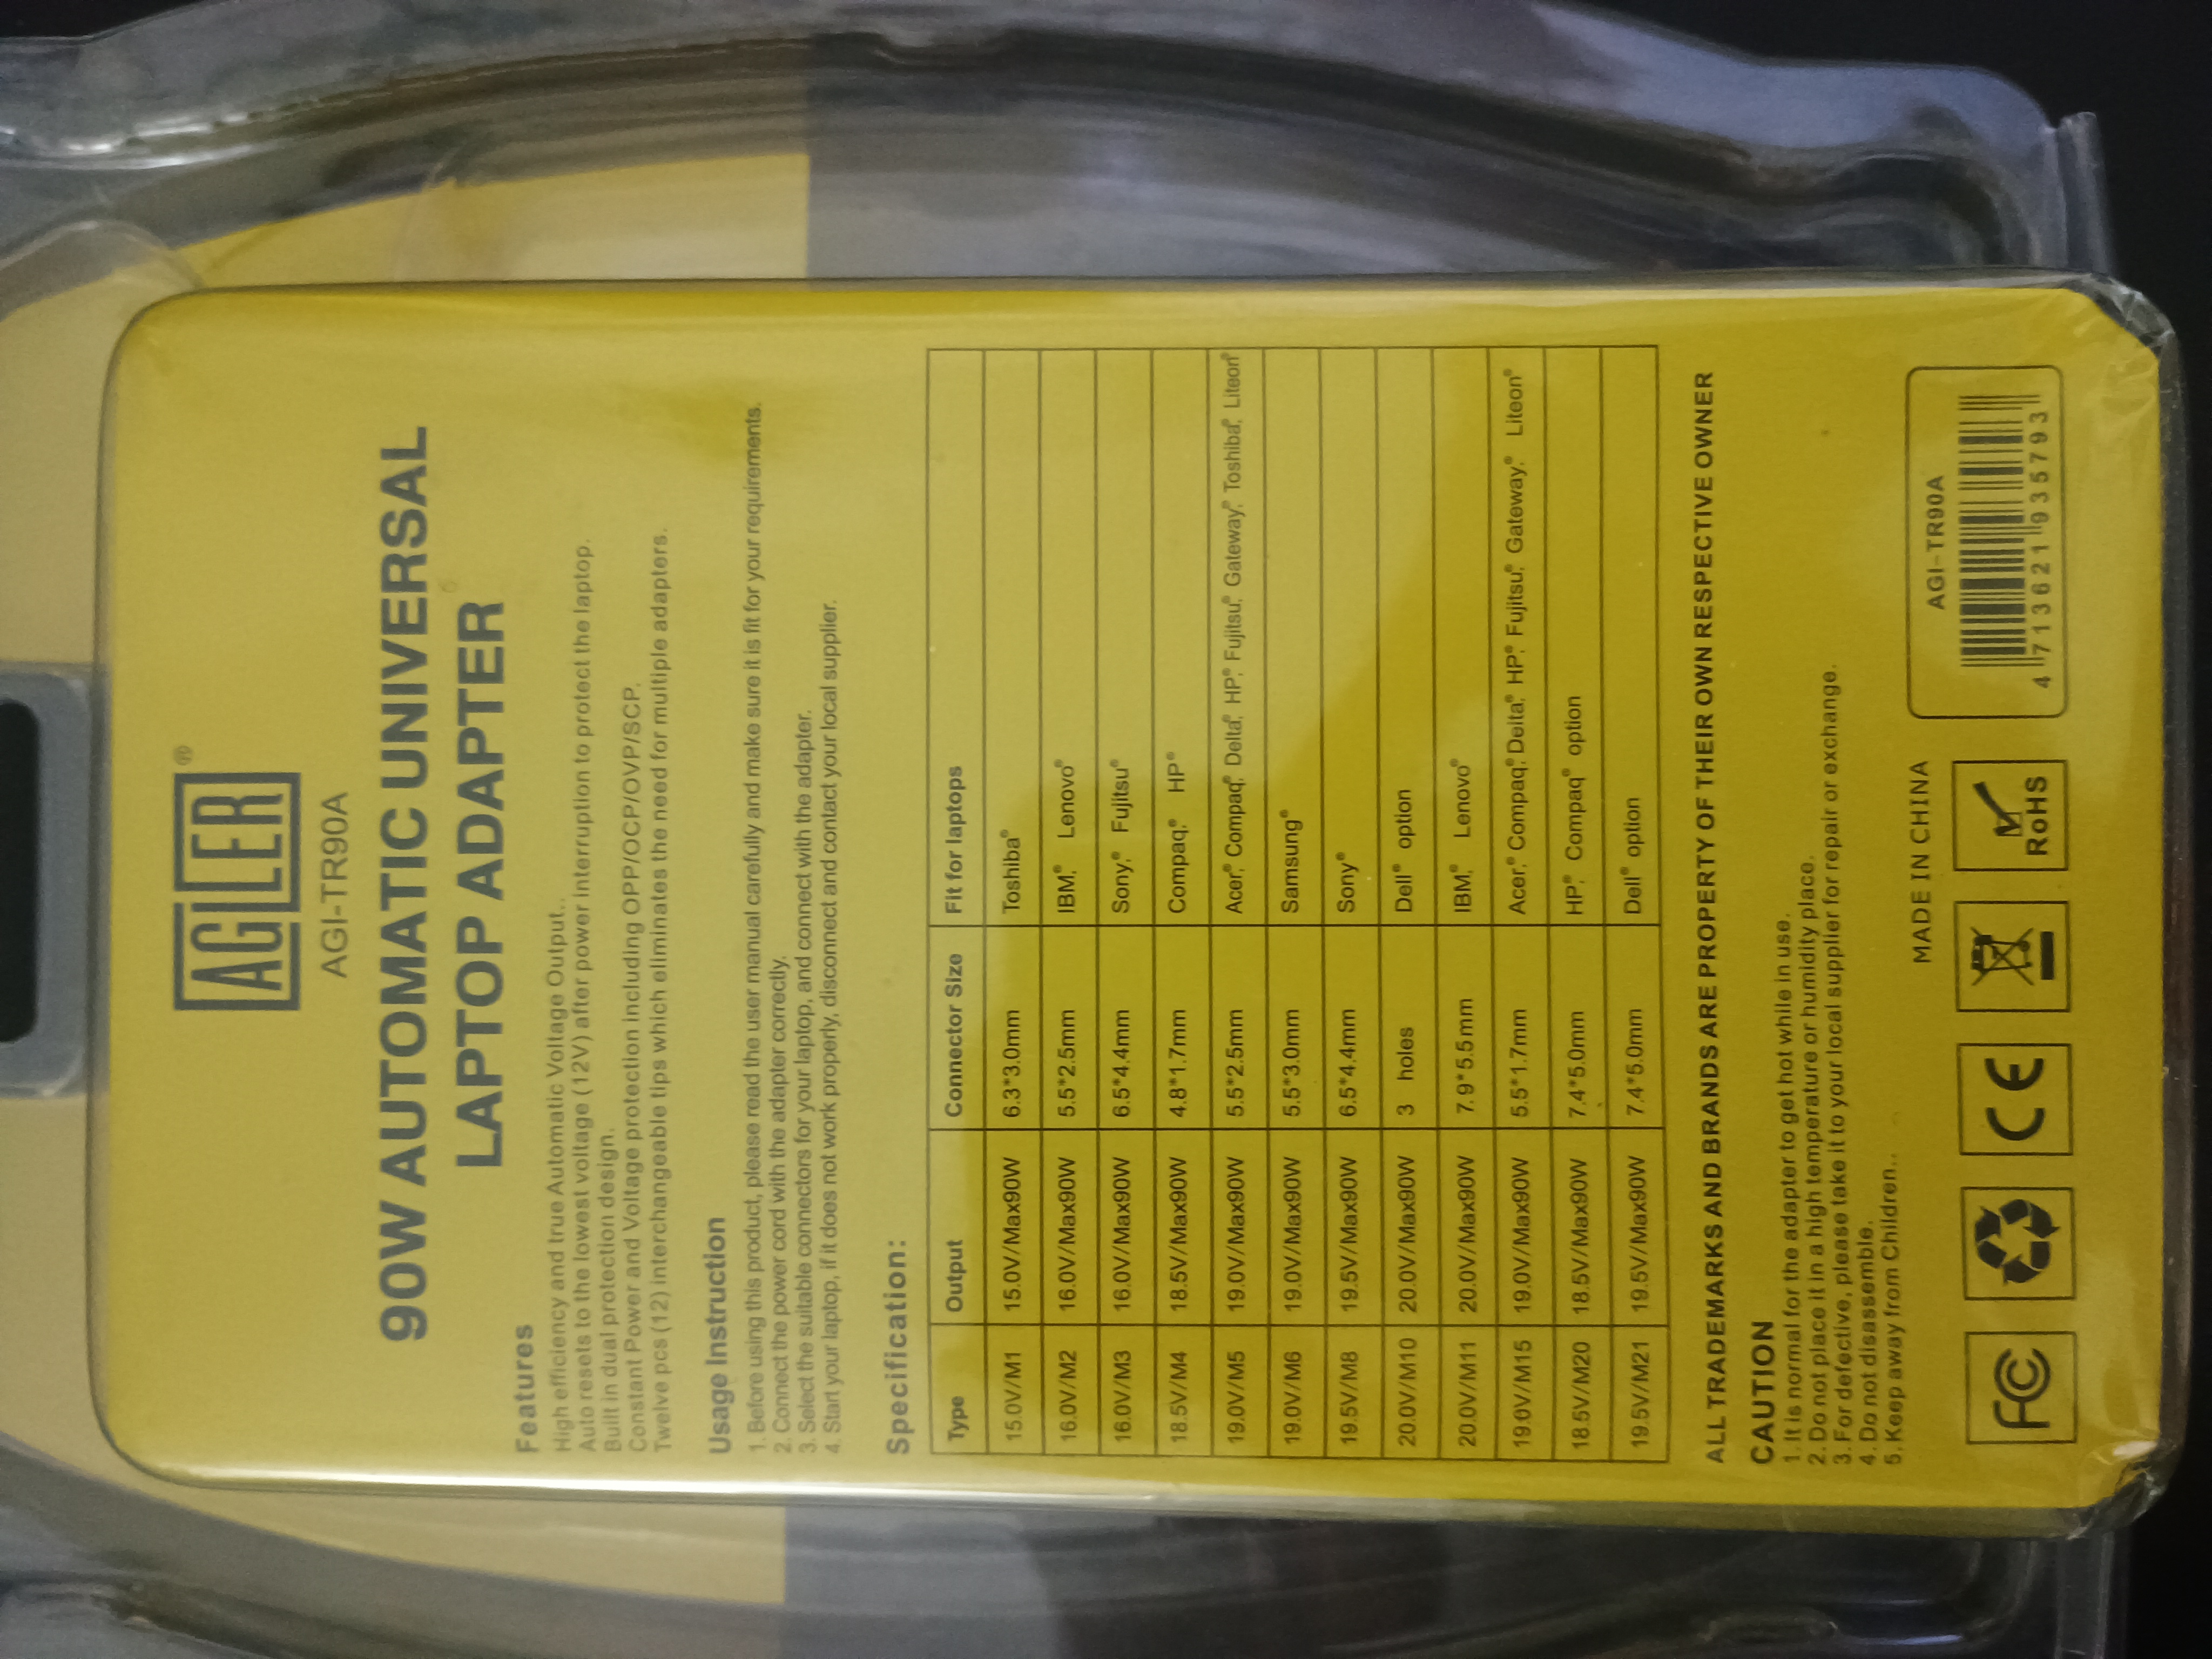 AGILER®
AGI-TR90A
90W AUTOMATIC UNIVERSAL
LAPTOP ADAPTER
Features
High efficiency and true Automatic Voltage Output..
Auto resets to the lowest voltage (12V) after power interruption to protect the laptop.
Built in dual protection design.
Constant Power and Voltage protection including OPP/OCP/OVP/SCP.
Twelve pcs (12) interchangeable tips which eliminates the need for multiple adapters.
Usage Instruction
1. Before using this product, please read the user manual carefully and make sure it is fit for your requirements.
2. Connect the power cord with the adapter correctly.
3. Select the suitable connectors for your laptop, and connect with the adapter.
4. Start your laptop, if it does not work properly, disconnect and contact your local supplier.
Specification:
Type Output Connector Size Fit for laptops
15.0V/M1 15.0V/Max90W 6.3*3.0mm Toshiba®
16.0V/M2 16.0V/Max90W 5.5*2.5mm IBM,® Lenovo®
16.0V/M3 16.0V/Max90W 6.5*4.4mm Sony,® Fujitsu®
18.5V/M4 18.5V/Max90W 4.8*1.7mm Compaq,® HP®
19.0V/M5 19.0V/Max90W 5.5*2.5mm Acer,® Compaq,® Delta,® HP,® Fujitsu,® Gateway,® Toshiba,® Liteon®
19.0V/M6 19.0V/Max90W 5.5*3.0mm Samsung®
19.5V/M8 19.5V/Max90W 6.5*4.4mm Sony®
20.0V/M10 20.0V/Max90W 3 holes Dell® option
20.0V/M11 20.0V/Max90W 7.9*5.5mm IBM,® Lenovo®
19.0V/M15 19.0V/Max90W 5.5*1.7mm Acer,® Compaq,® Delta,® HP,® Fujitsu,® Gateway,® Liteon®
18.5V/M20 18.5V/Max90W 7.4*5.0mm HP,® Compaq® option
19.5V/M21 19.5V/Max90W 7.4*5.0mm Dell® option
ALL TRADEMARKS AND BRANDS ARE PROPERTY OF THEIR OWN RESPECTIVE OWNER
CAUTION
1. It is normal for the adapter to get hot while in use.
2. Do not place it in a high temperature or humidity place.
3. For defective, please take it to your local supplier for repair or exchange.
4. Do not disassemble.
5. Keep away from Children..
MADE IN CHINA
FC
CE
RoHS
AGI-TR90A
4 713621 935793